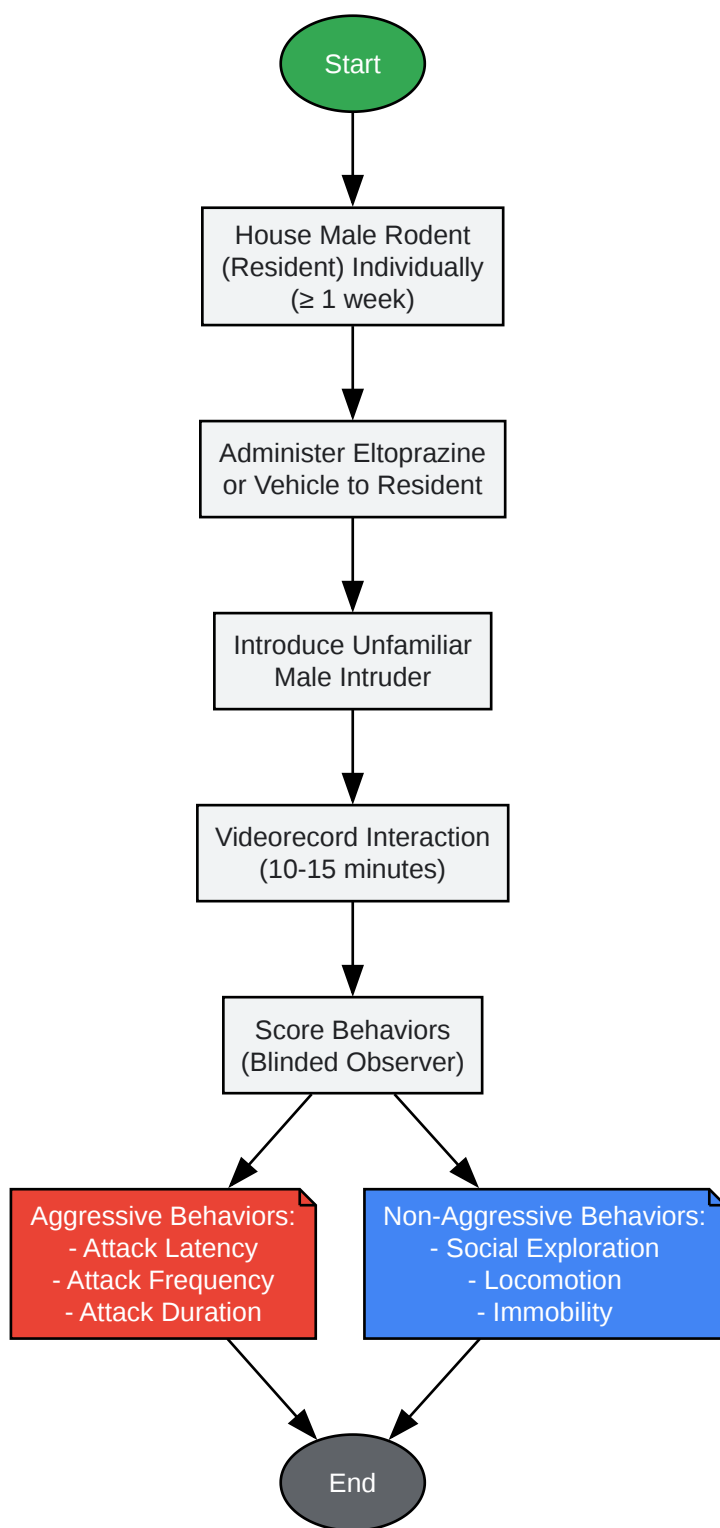 Start
House Male Rodent
(Resident) Individually
(≥ 1 week)
Administer Eltoprazine
or Vehicle to Resident
Introduce Unfamiliar
Male Intruder
Videorecord Interaction
(10-15 minutes)
Score Behaviors
(Blinded Observer)
Aggressive Behaviors:
- Attack Latency
- Attack Frequency
- Attack Duration
Non-Aggressive Behaviors:
- Social Exploration
- Locomotion
- Immobility
End